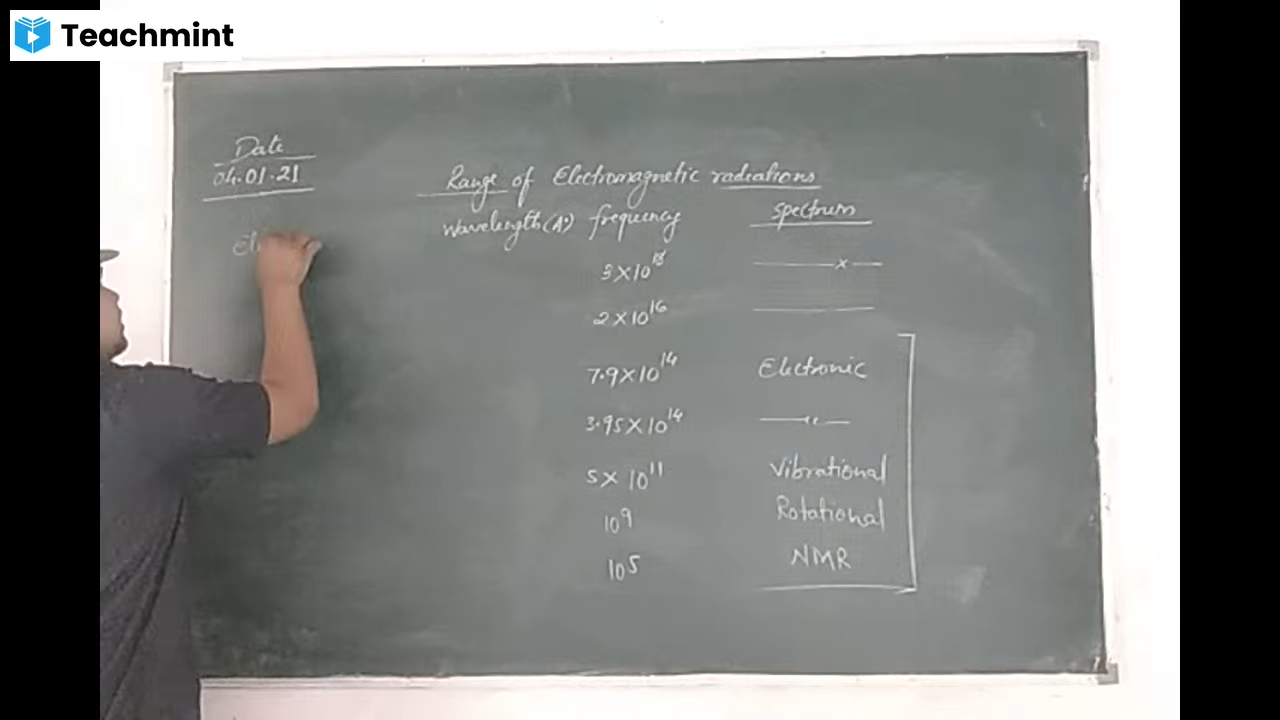 Teachmint
Date
04.01.21
Range of Electromagnetic radiations
Wavelength (A°) frequency spectrum
3×10¹⁸ ——×—
2×10¹⁶ ——
7.9×10¹⁴ Electronic
3.95×10¹⁴ ——
5×10¹¹ Vibrational
10⁹ Rotational
10⁵ NMR